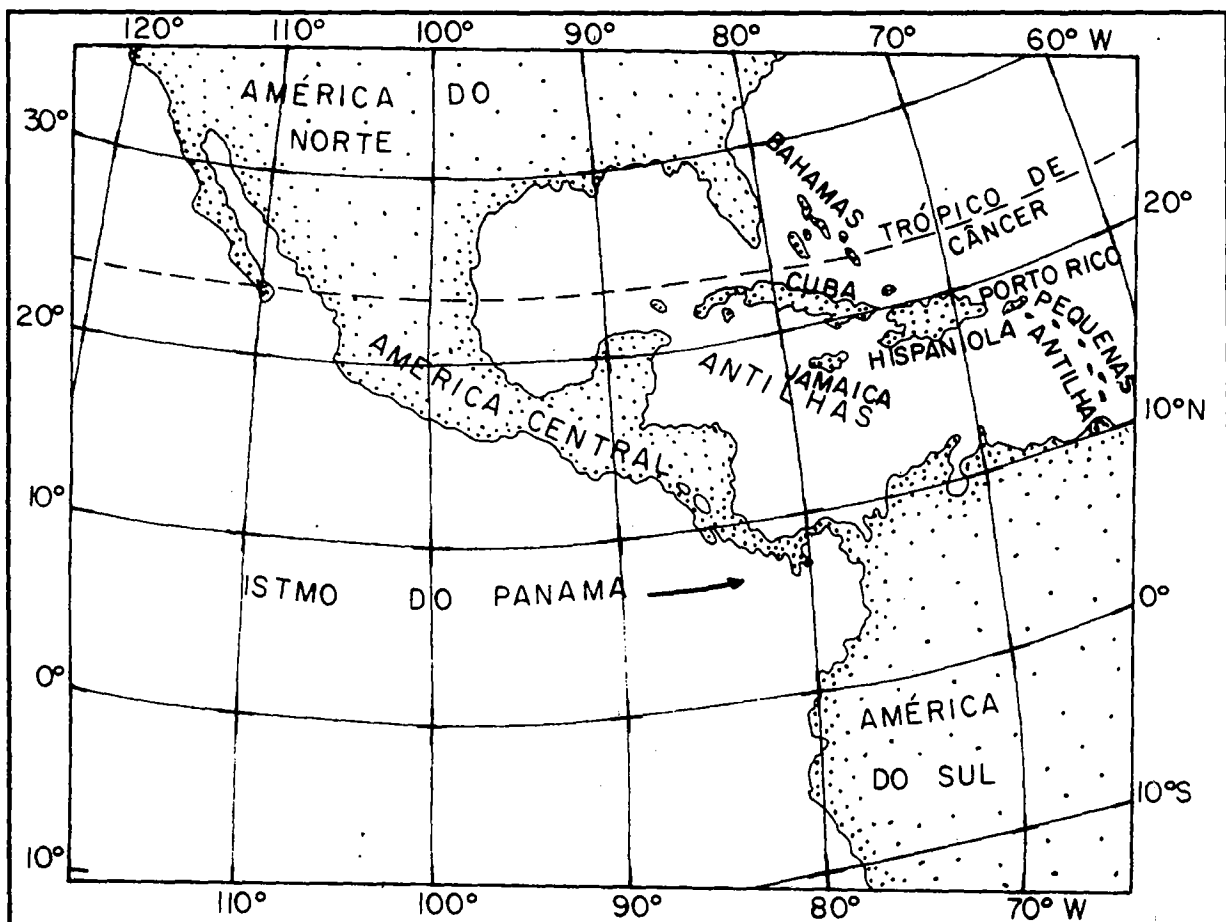 120° 110° 100° 90° 80° 70° 60° W
AMÉRICA DO
NORTE
30°
BAHAMAS
TRÓPICO DE
CÂNCER
20°
CUBA
PORTO RICO
20°
PEQUENAS
ANTILHAS
HISPANÍOLA
ANTILHAS
JAMAICA
AMÉRICA CENTRAL
10°N
10°
ISTMO DO PANAMÁ
0°
0°
AMÉRICA
DO SUL
10°S
10°
110° 100° 90° 80° 70° W